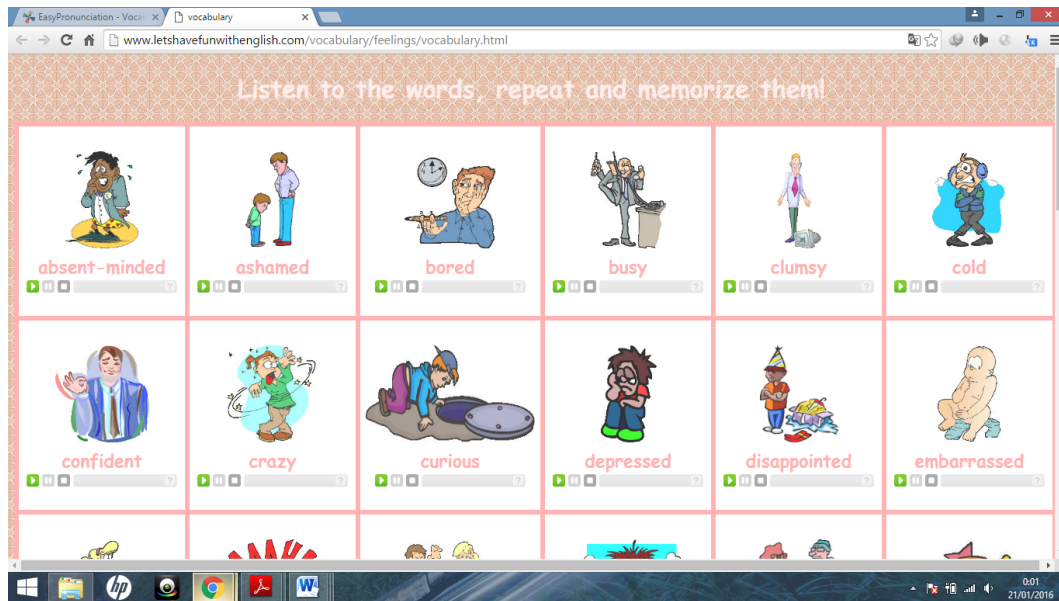 EasyPronunciation - Voca
vocabulary
www.letshavefunwithenglish.com/vocabulary/feelings/vocabulary.html
Listen to the words, repeat and memorize them!
absent-minded ashamed bored busy clumsy cold
? ? ? ? ? ?
confident crazy curious depressed disappointed embarrassed
? ? ? ? ? ?
hp
W
0:01
21/01/2016